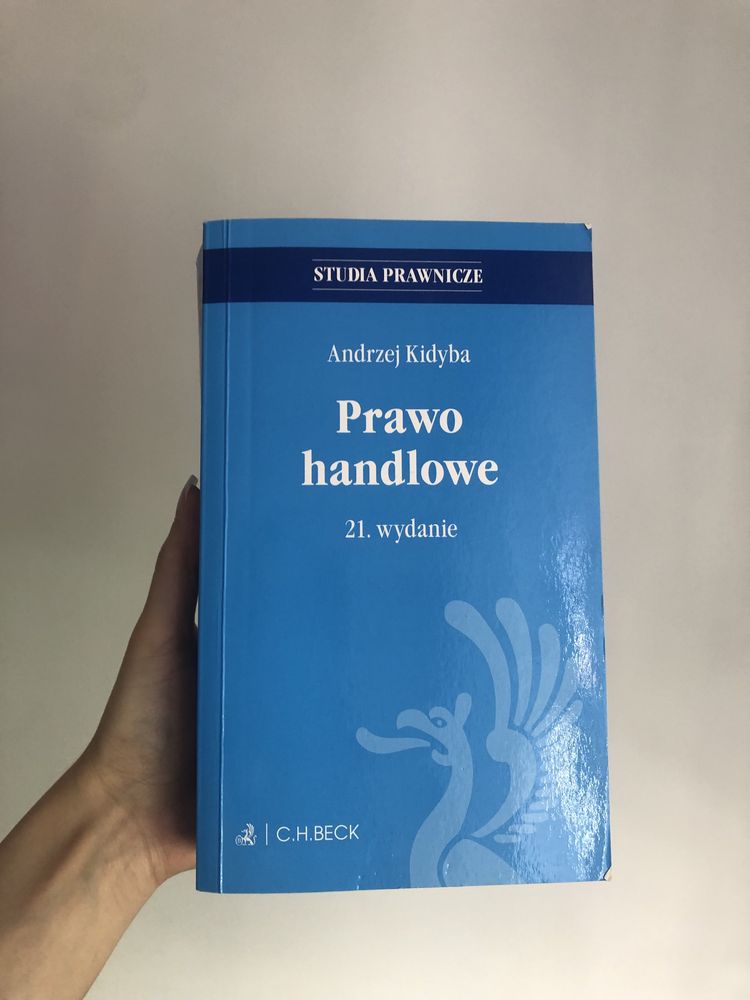 STUDIA PRAWNICZE
Andrzej Kidyba
Prawo
handlowe
21. wydanie
C.H.BECK